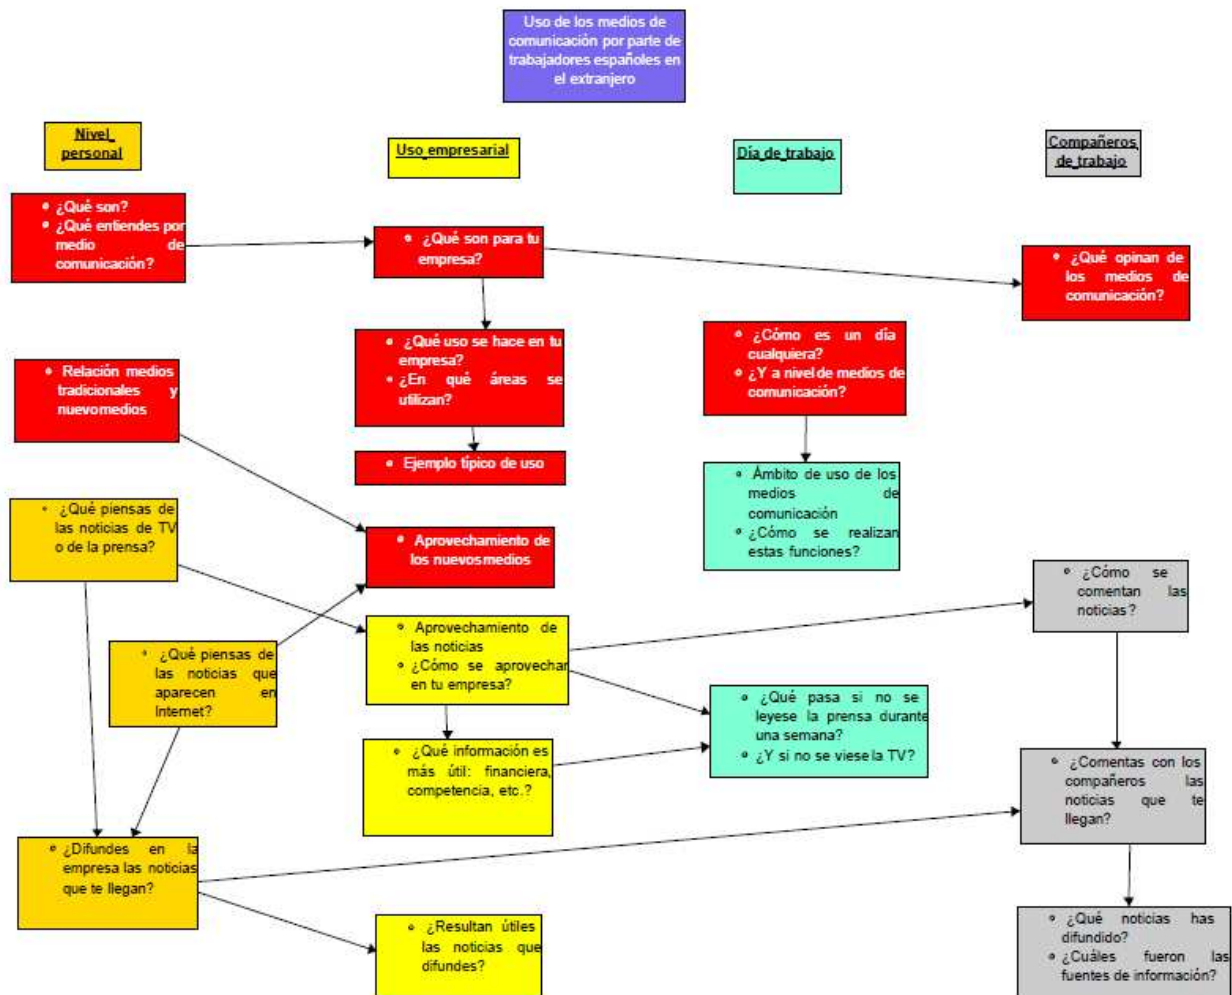 Uso de los medios de
comunicación por parte de
trabajadores españoles en
el extranjero
Nivel
personal
Uso empresarial
Día de trabajo
Compañeros
de trabajo
¿Qué son?
¿Qué entiendes por
medio de
comunicación?
¿Qué son para tu
empresa?
¿Qué opinan de
los medios de
comunicación?
Relación medios
tradicionales y
nuevomedios
¿Qué uso se hace en tu
empresa?
¿En qué áreas se
utilizan?
¿Cómo es un día
cualquiera?
¿Y a nivel de medios de
comunicación?
Ejemplo típico de uso
Ámbito de uso de los
medios de
comunicación
¿Cómo se realizan
estas funciones?
¿Qué piensas de
las noticias de TV
o de la prensa?
Aprovechamiento de
los nuevos medios
¿Cómo se
comentan las
noticias?
¿Qué piensas de
las noticias que
aparecen en
Internet?
Aprovechamiento de
las noticias
¿Cómo se aprovechan
en tu empresa?
¿Qué pasa si no se
leyese la prensa durante
una semana?
¿Y si no se viese la TV?
¿Qué información es
más útil: financiera,
competencia, etc.?
¿Comentas con los
compañeros las
noticias que te
llegan?
¿Difundes en la
empresa las noticias
que te llegan?
¿Resultan útiles
las noticias que
difundes?
¿Qué noticias has
difundido?
¿Cuáles fueron las
fuentes de información?